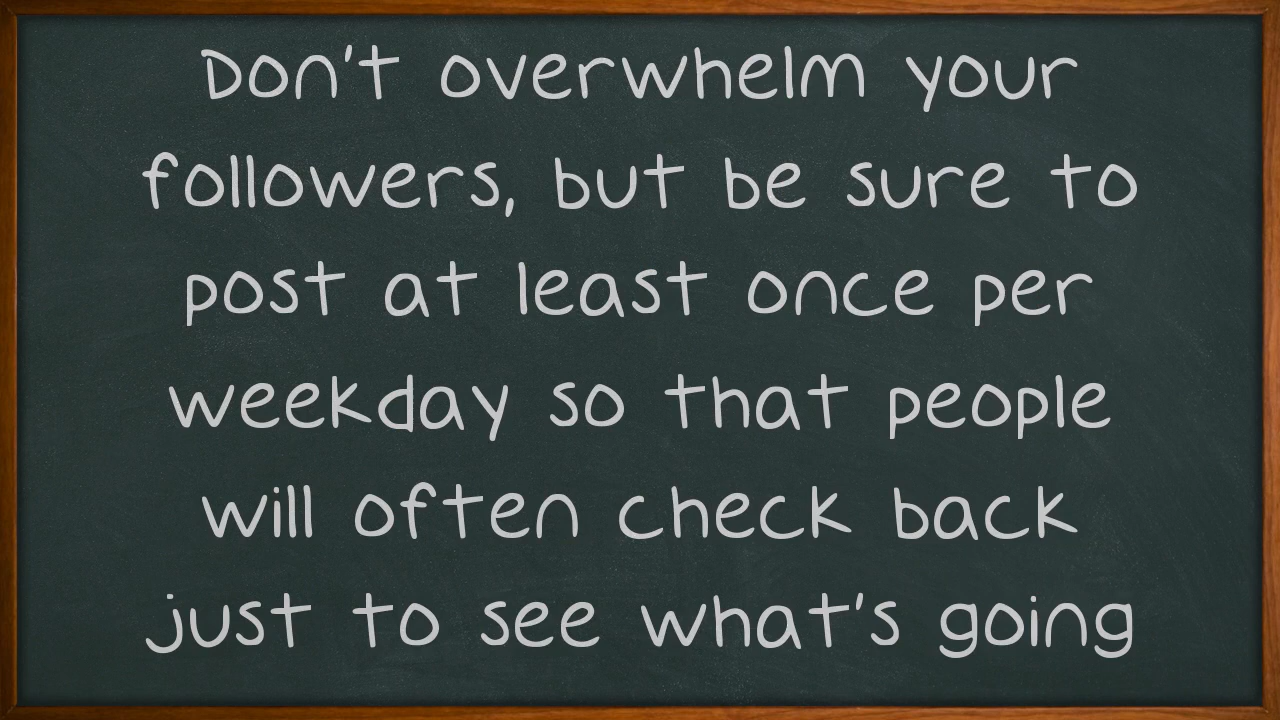 Don't overwhelm your
followers, but be sure to
post at least once per
weekday so that people
will often check back
just to see what's going